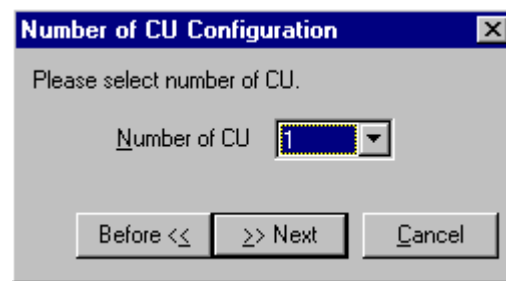 Number of CU Configuration
Please select number of CU.
Number of CU 1
Before << >> Next Cancel